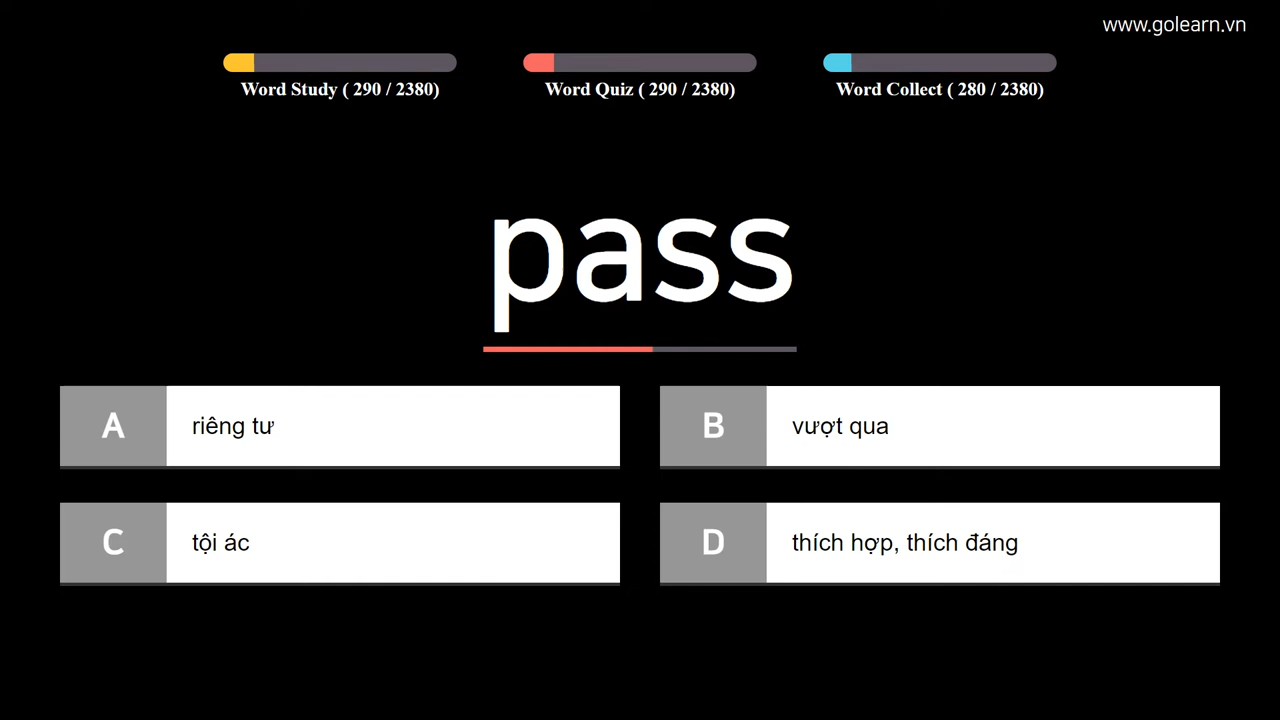 www.golearn.vn
Word Study ( 290 / 2380)
Word Quiz ( 290 / 2380)
Word Collect ( 280 / 2380)
pass
A riêng tư
B vượt qua
C tội ác
D thích hợp, thích đáng